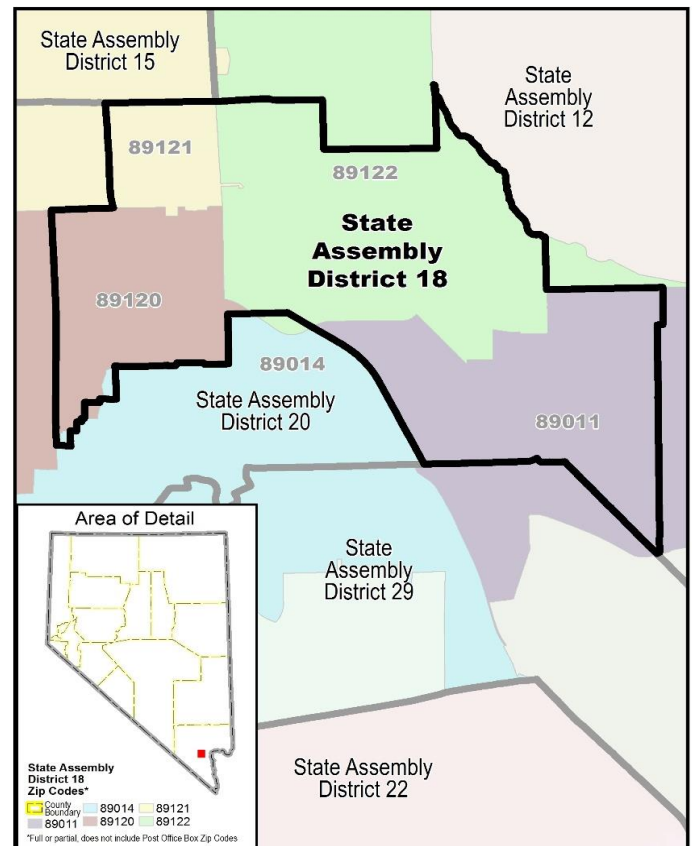 State Assembly
District 15
State
Assembly
District 12
89121
89122
State
Assembly
District 18
89120
89014
State Assembly
District 20
89011
Area of Detail
State
Assembly
District 29
State Assembly
District 22
State Assembly
District 18
Zip Codes*
County
Boundary
89014
89121
89011
89120
89122
*Full or partial, does not include Post Office Box Zip Codes